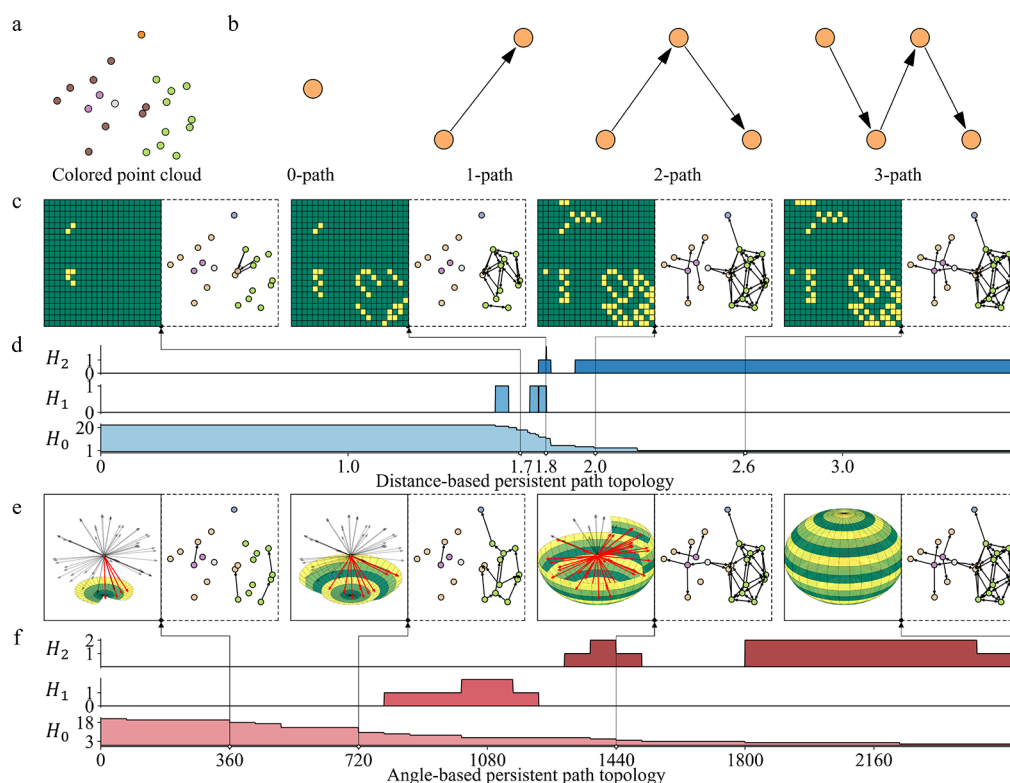 a
b
Colored point cloud
0-path
1-path
2-path
3-path
c
d
H₂
1
0
H₁
1
0
H₀
20
1
0
1.0
1.7
1.8
2.0
2.6
3.0
Distance-based persistent path topology
e
f
H₂
2
1
H₁
1
0
H₀
18
3
0
360
720
1080
1440
1800
2160
Angle-based persistent path topology